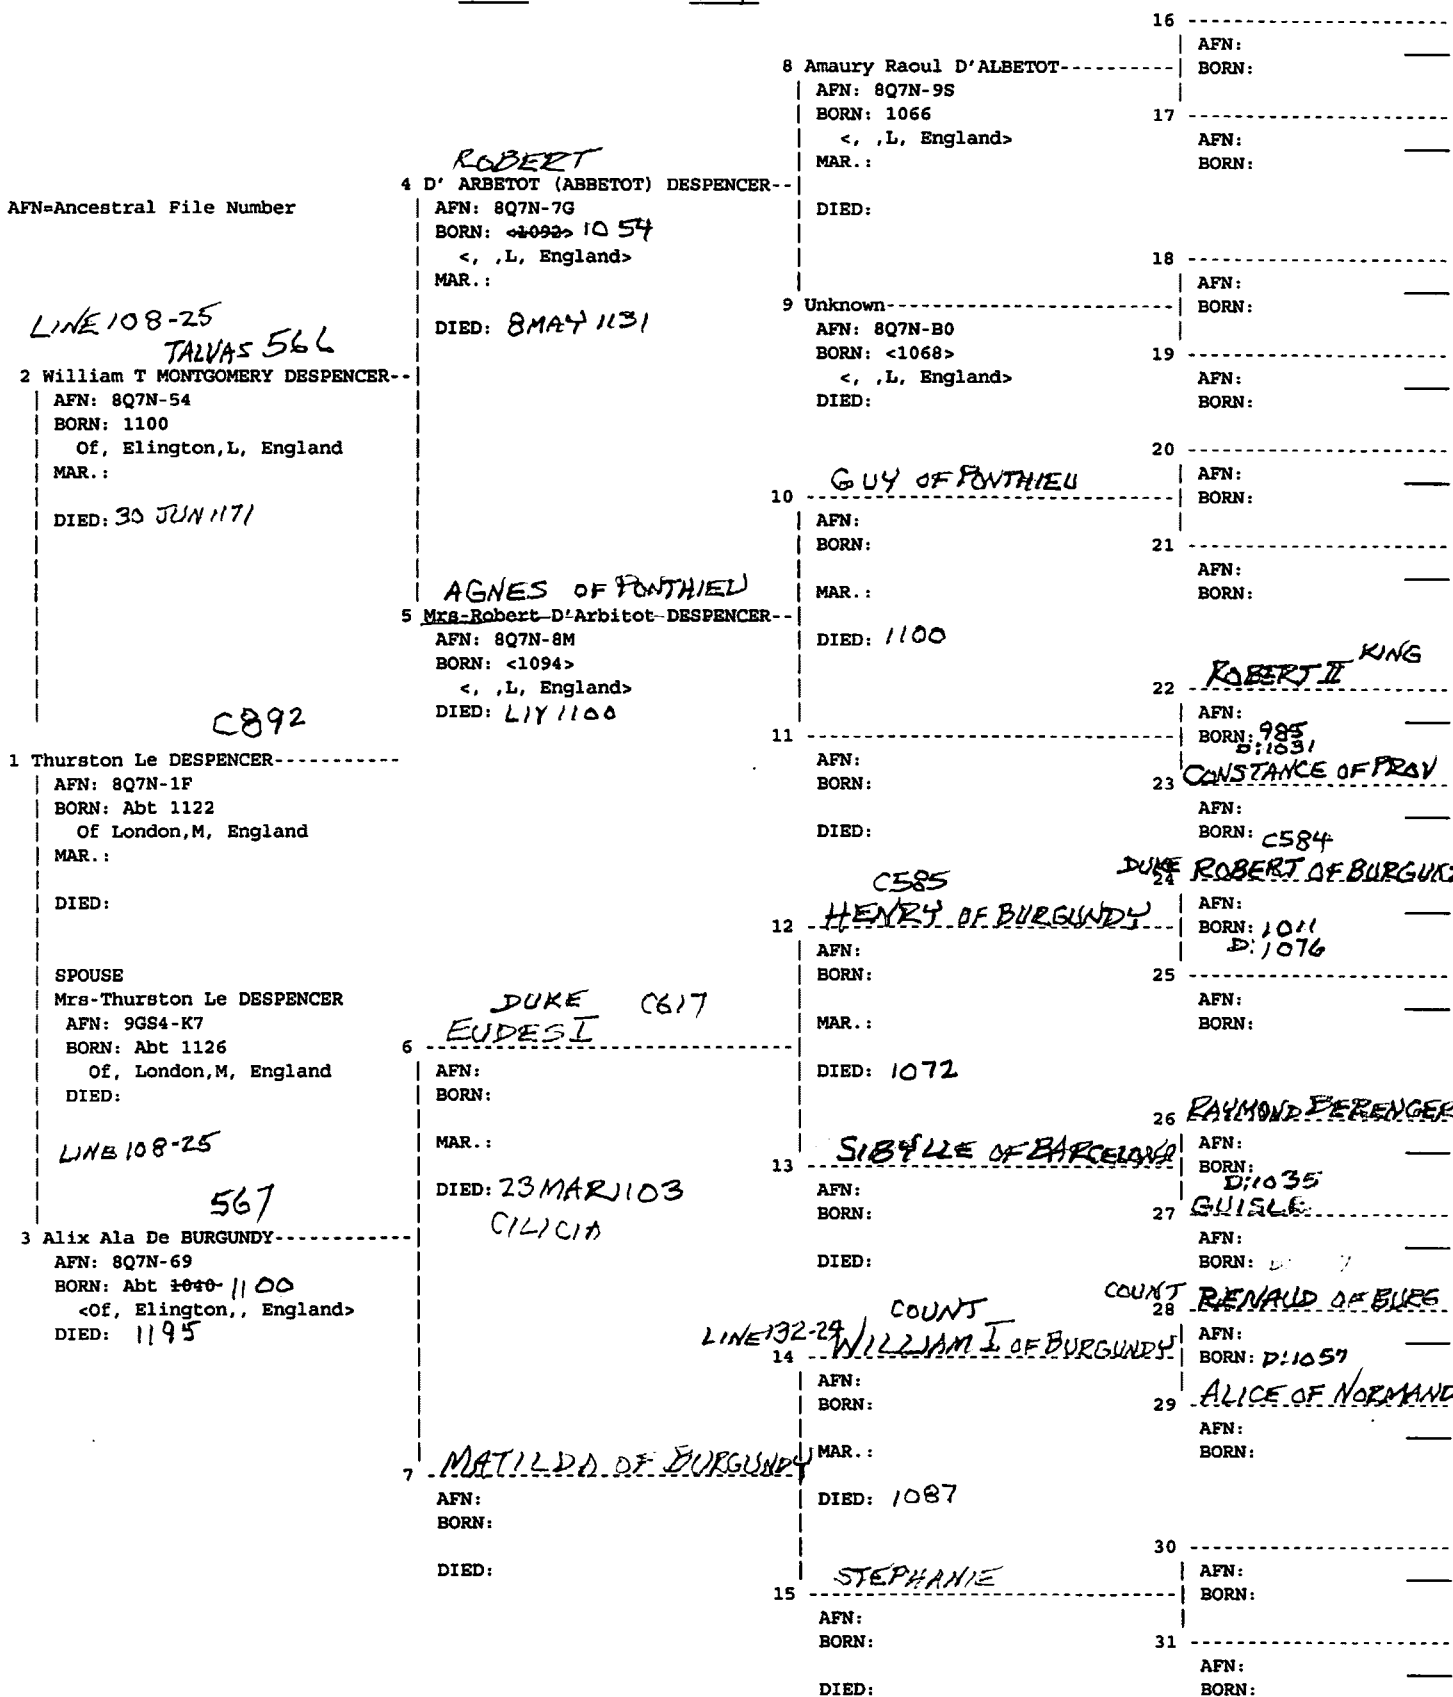 AFN=Ancestral File Number
LINE 108-25
TALVAS 566
2 William T MONTGOMERY DESPENCER--
AFN: 8Q7N-54
BORN: 1100
Of, Elington,L, England
MAR.:
DIED: 30 JUN 1171
C892
1 Thurston Le DESPENCER-----------
AFN: 8Q7N-1F
BORN: Abt 1122
Of London,M, England
MAR.:
DIED:
SPOUSE
Mrs-Thurston Le DESPENCER
AFN: 9GS4-K7
BORN: Abt 1126
Of, London,M, England
DIED:
LINE 108-25
567
3 Alix Ala De BURGUNDY------------
AFN: 8Q7N-69
BORN: Abt 1040 1100
<Of, Elington,, England>
DIED: 1195
ROBERT
4 D' ARBETOT (ABBETOT) DESPENCER--
AFN: 8Q7N-7G
BORN: <1092> 1054
<, ,L, England>
MAR.:
DIED: 8 MAY 1131
AGNES OF PONTHIEU
5 Mrs-Robert-D'Arbitot-DESPENCER--
AFN: 8Q7N-8M
BORN: <1094>
<, ,L, England>
DIED: LIV 1100
DUKE C617
EUDES I
6
AFN:
BORN:
MAR.:
DIED: 23 MAR 1103
CILICIA
7 MATILDA OF BURGUNDY
AFN:
BORN:
DIED:
8 Amaury Raoul D'ALBETOT----------
AFN: 8Q7N-9S
BORN: 1066
<, ,L, England>
MAR.:
DIED:
9 Unknown------------------------
AFN: 8Q7N-B0
BORN: <1068>
<, ,L, England>
DIED:
GUY OF PONTHIEU
10
AFN:
BORN:
MAR.:
DIED: 1100
11
AFN:
BORN:
DIED:
C585
HENRY OF BURGUNDY
12
AFN:
BORN:
MAR.:
DIED: 1072
SIBYLLE OF BARCELONA
13
AFN:
BORN:
DIED:
COUNT
LINE 132-24 WILLIAM I OF BURGUNDY
14
AFN:
BORN:
MAR.:
DIED: 1087
STEPHANIE
15
AFN:
BORN:
DIED:
16
AFN:
BORN:
17
AFN:
BORN:
18
AFN:
BORN:
19
AFN:
BORN:
20
AFN:
BORN:
21
AFN:
BORN:
ROBERT II KING
22
AFN:
BORN: 985
D: 1031
23 CONSTANCE OF PROV
AFN:
BORN:
C584
DUKE ROBERT OF BURGUN
24
AFN:
BORN: 1011
D: 1076
25
AFN:
BORN:
26 RAYMOND BERENGER
AFN:
BORN:
D: 1035
27 GUISLE
AFN:
BORN: D:
COUNT RENAUD OF BURG
28
AFN:
BORN: D: 1057
29 ALICE OF NORMAND
AFN:
BORN:
30
AFN:
BORN:
31
AFN:
BORN: